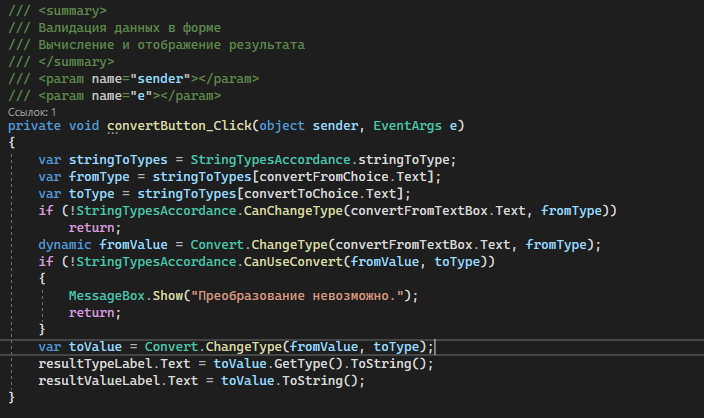 /// <summary>
/// Валидация данных в форме
/// Вычисление и отображение результата
/// </summary>
/// <param name="sender"></param>
/// <param name="e"></param>
Ссылок: 1
private void convertButton_Click(object sender, EventArgs e)
{
    var stringToTypes = StringTypesAccordance.stringToType;
    var fromType = stringToTypes[convertFromChoice.Text];
    var toType = stringToTypes[convertToChoice.Text];
    if (!StringTypesAccordance.CanChangeType(convertFromTextBox.Text, fromType))
        return;
    dynamic fromValue = Convert.ChangeType(convertFromTextBox.Text, fromType);
    if (!StringTypesAccordance.CanUseConvert(fromValue, toType))
    {
        MessageBox.Show("Преобразование невозможно.");
        return;
    }
    var toValue = Convert.ChangeType(fromValue, toType);
    resultTypeLabel.Text = toValue.GetType().ToString();
    resultValueLabel.Text = toValue.ToString();
}